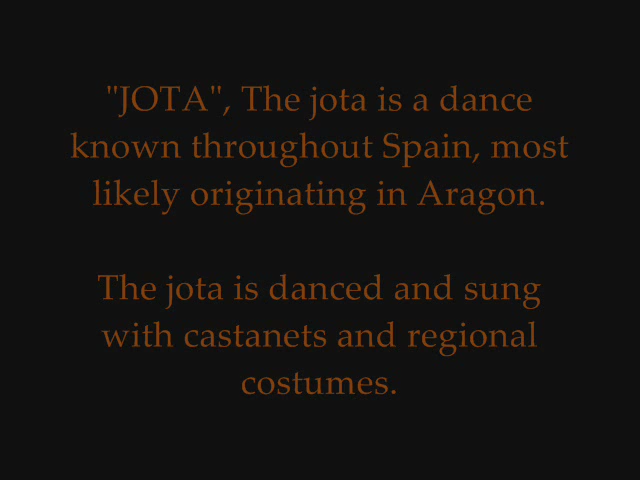 "JOTA", The jota is a dance
known throughout Spain, most
likely originating in Aragon.
The jota is danced and sung
with castanets and regional
costumes.